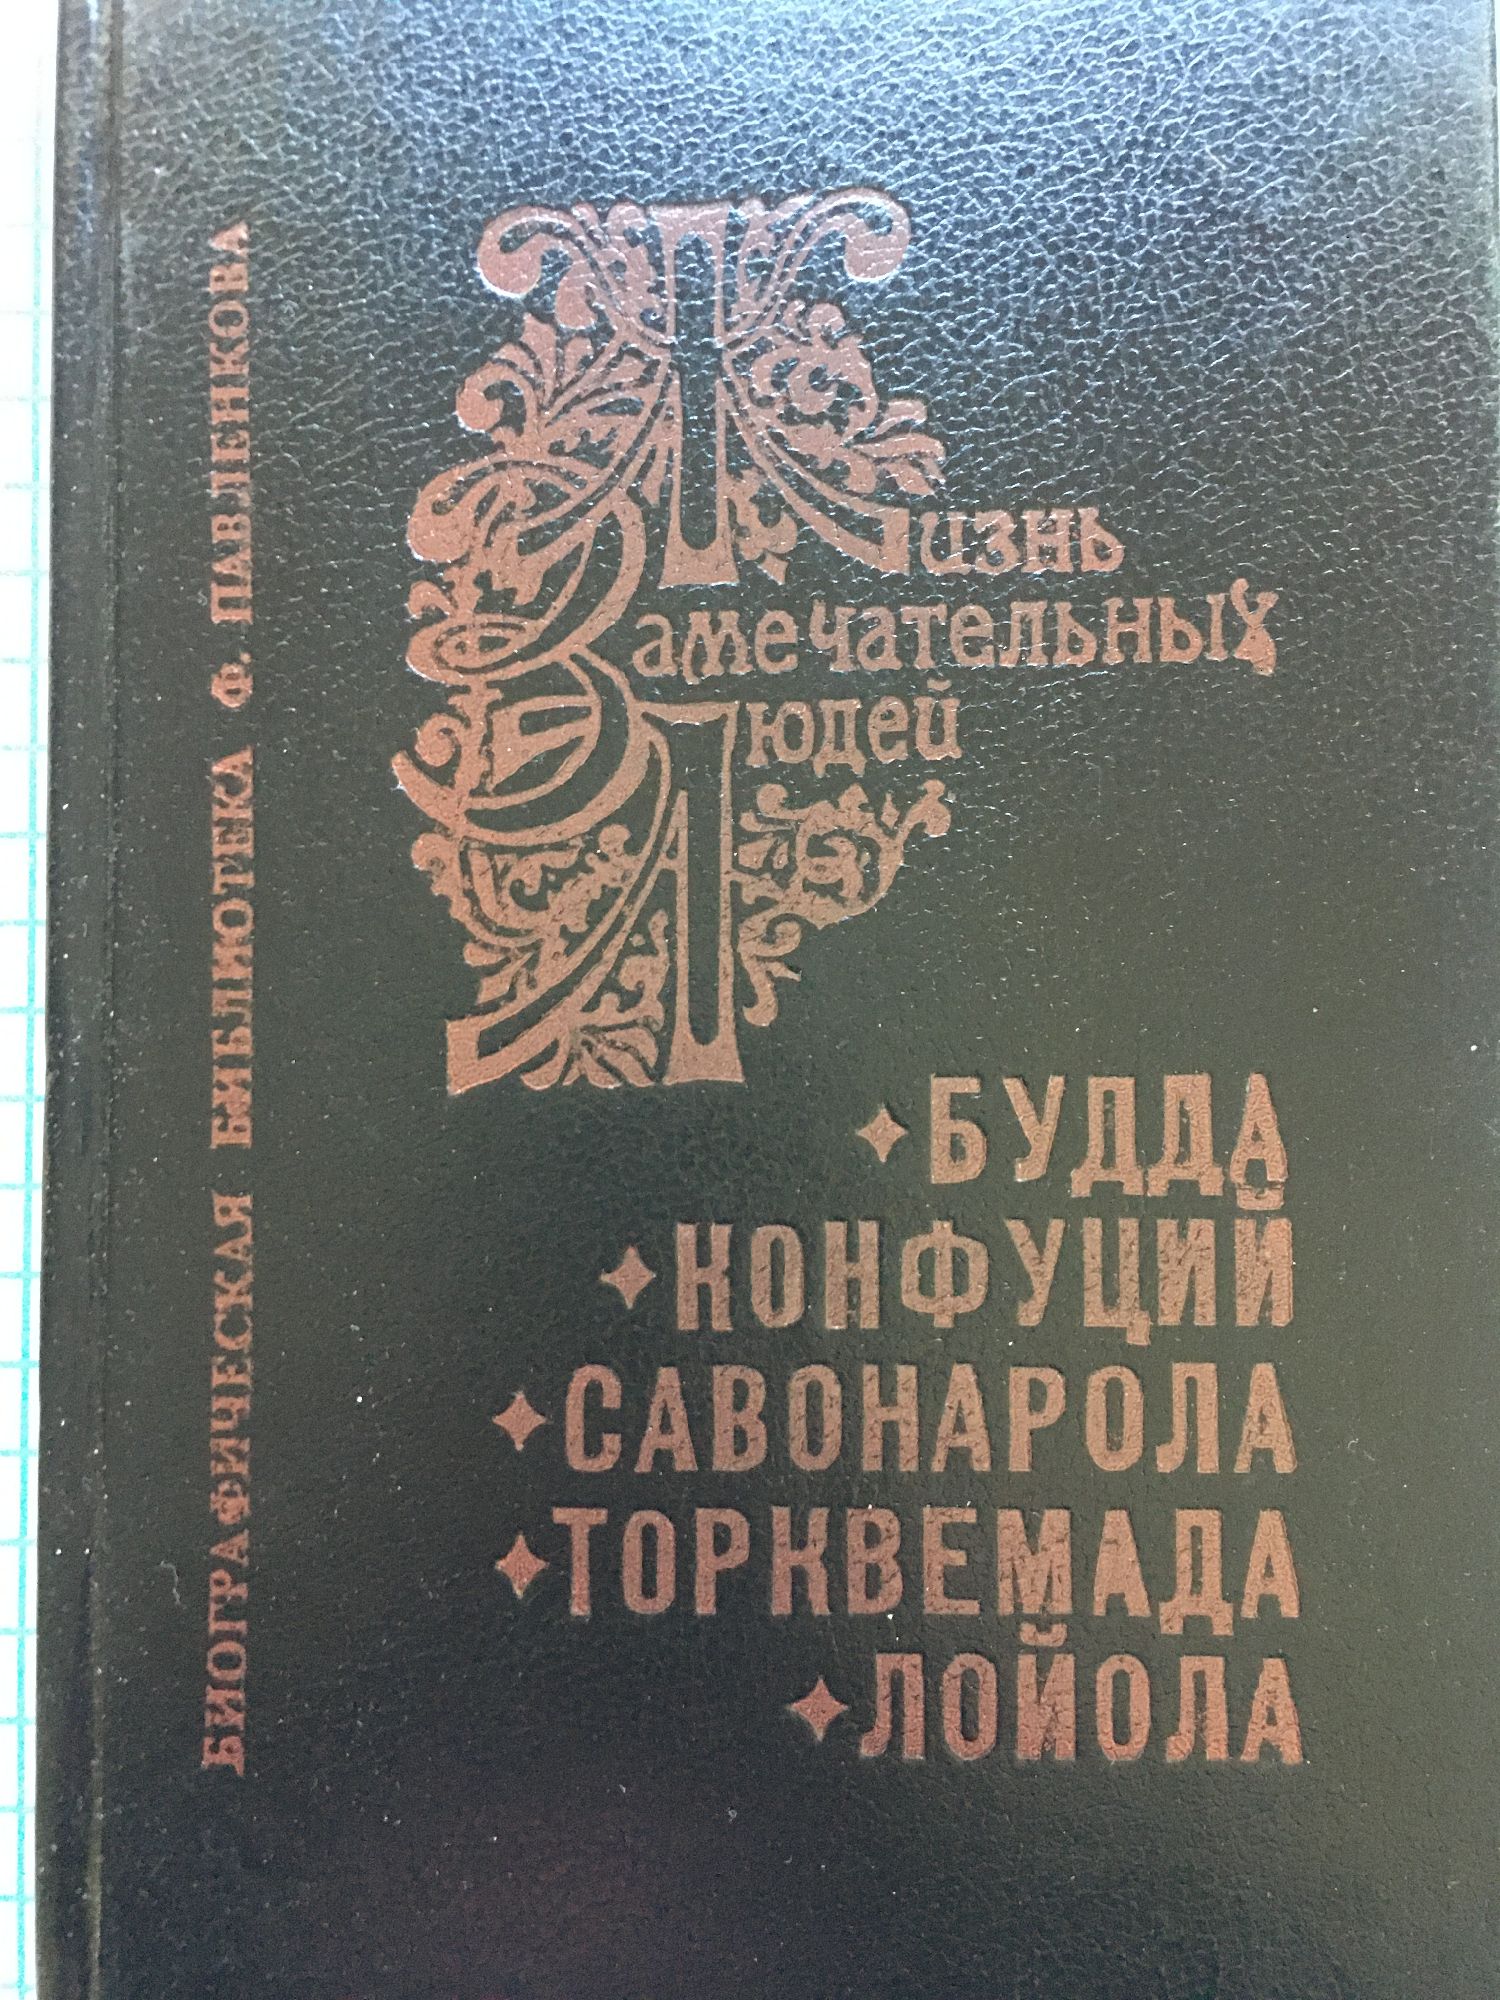 БИОГРАФИЧЕСКАЯ БИБЛИОТЕКА Ф. ПАВЛЕНКОВА
Жизнь
Замечательных
Людей
БУДДА
КОНФУЦИЙ
САВОНАРОЛА
ТОРКВЕМАДА
ЛОЙОЛА